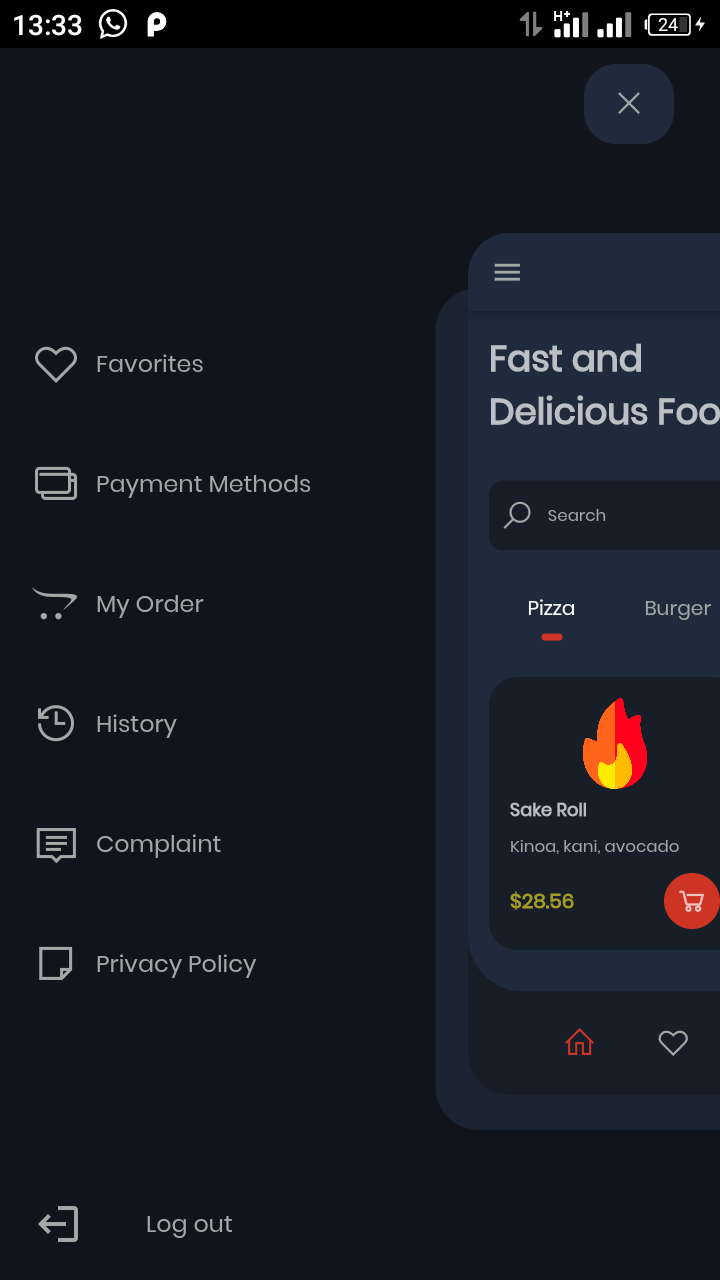 13:33
H+
24
Fast and
Delicious Foo
Favorites
Payment Methods
Search
My Order
Pizza
Burger
History
Sake Roll
Complaint
Kinoa, kani, avocado
$28.56
Privacy Policy
Log out